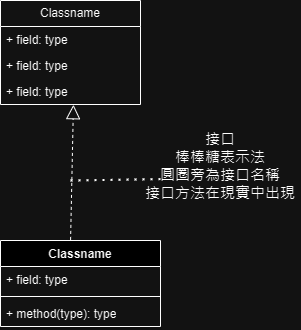 Classname
+ field: type
+ field: type
+ field: type
接口
棒棒糖表示法
圓圈旁為接口名稱
接口方法在現實中出現
Classname
+ field: type
+ method(type): type